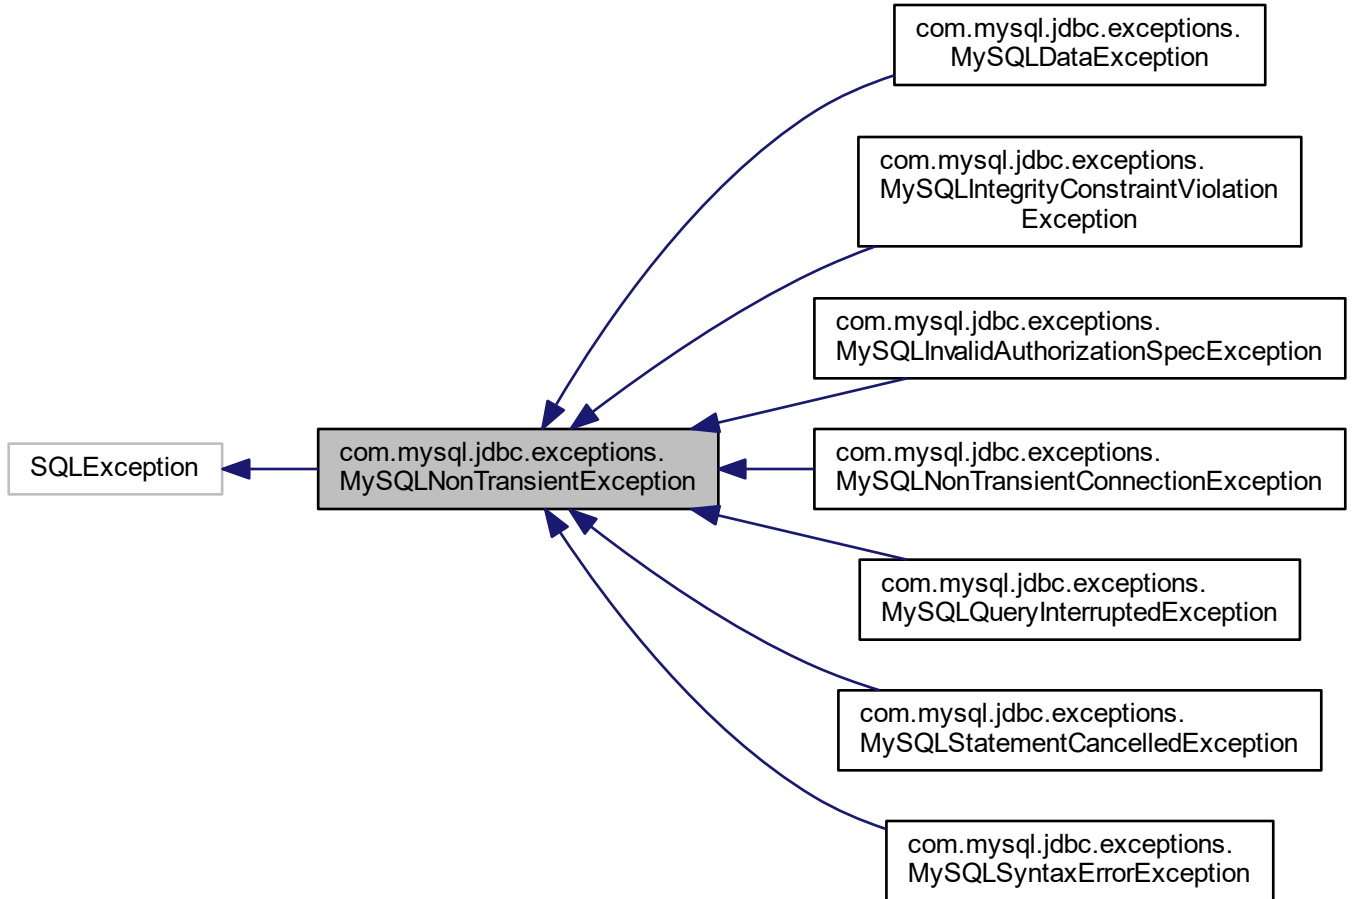 com.mysql.jdbc.exceptions.
MySQLDataException
com.mysql.jdbc.exceptions.
MySQLIntegrityConstraintViolation
Exception
com.mysql.jdbc.exceptions.
MySQLInvalidAuthorizationSpecException
SQLException
com.mysql.jdbc.exceptions.
MySQLNonTransientException
com.mysql.jdbc.exceptions.
MySQLNonTransientConnectionException
com.mysql.jdbc.exceptions.
MySQLQueryInterruptedException
com.mysql.jdbc.exceptions.
MySQLStatementCancelledException
com.mysql.jdbc.exceptions.
MySQLSyntaxErrorException